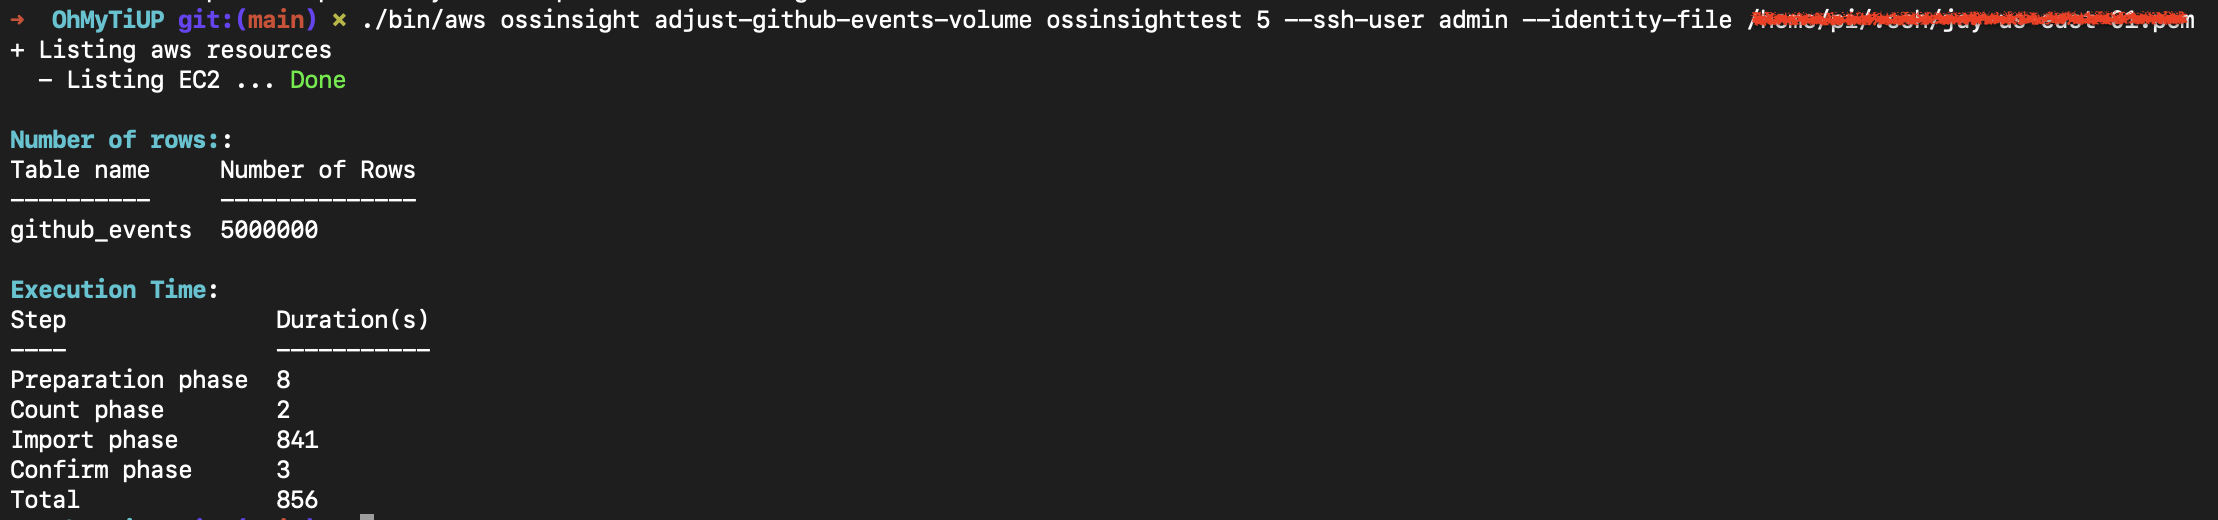 ➜ OhMyTiUP git:(main) ✗ ./bin/aws ossinsight adjust-github-events-volume ossinsighttest 5 --ssh-user admin --identity-file
+ Listing aws resources
  - Listing EC2 ... Done
Number of rows::
Table name     Number of Rows
----------     --------------
github_events  5000000
Execution Time:
Step               Duration(s)
----               -----------
Preparation phase  8
Count phase        2
Import phase       841
Confirm phase      3
Total              856